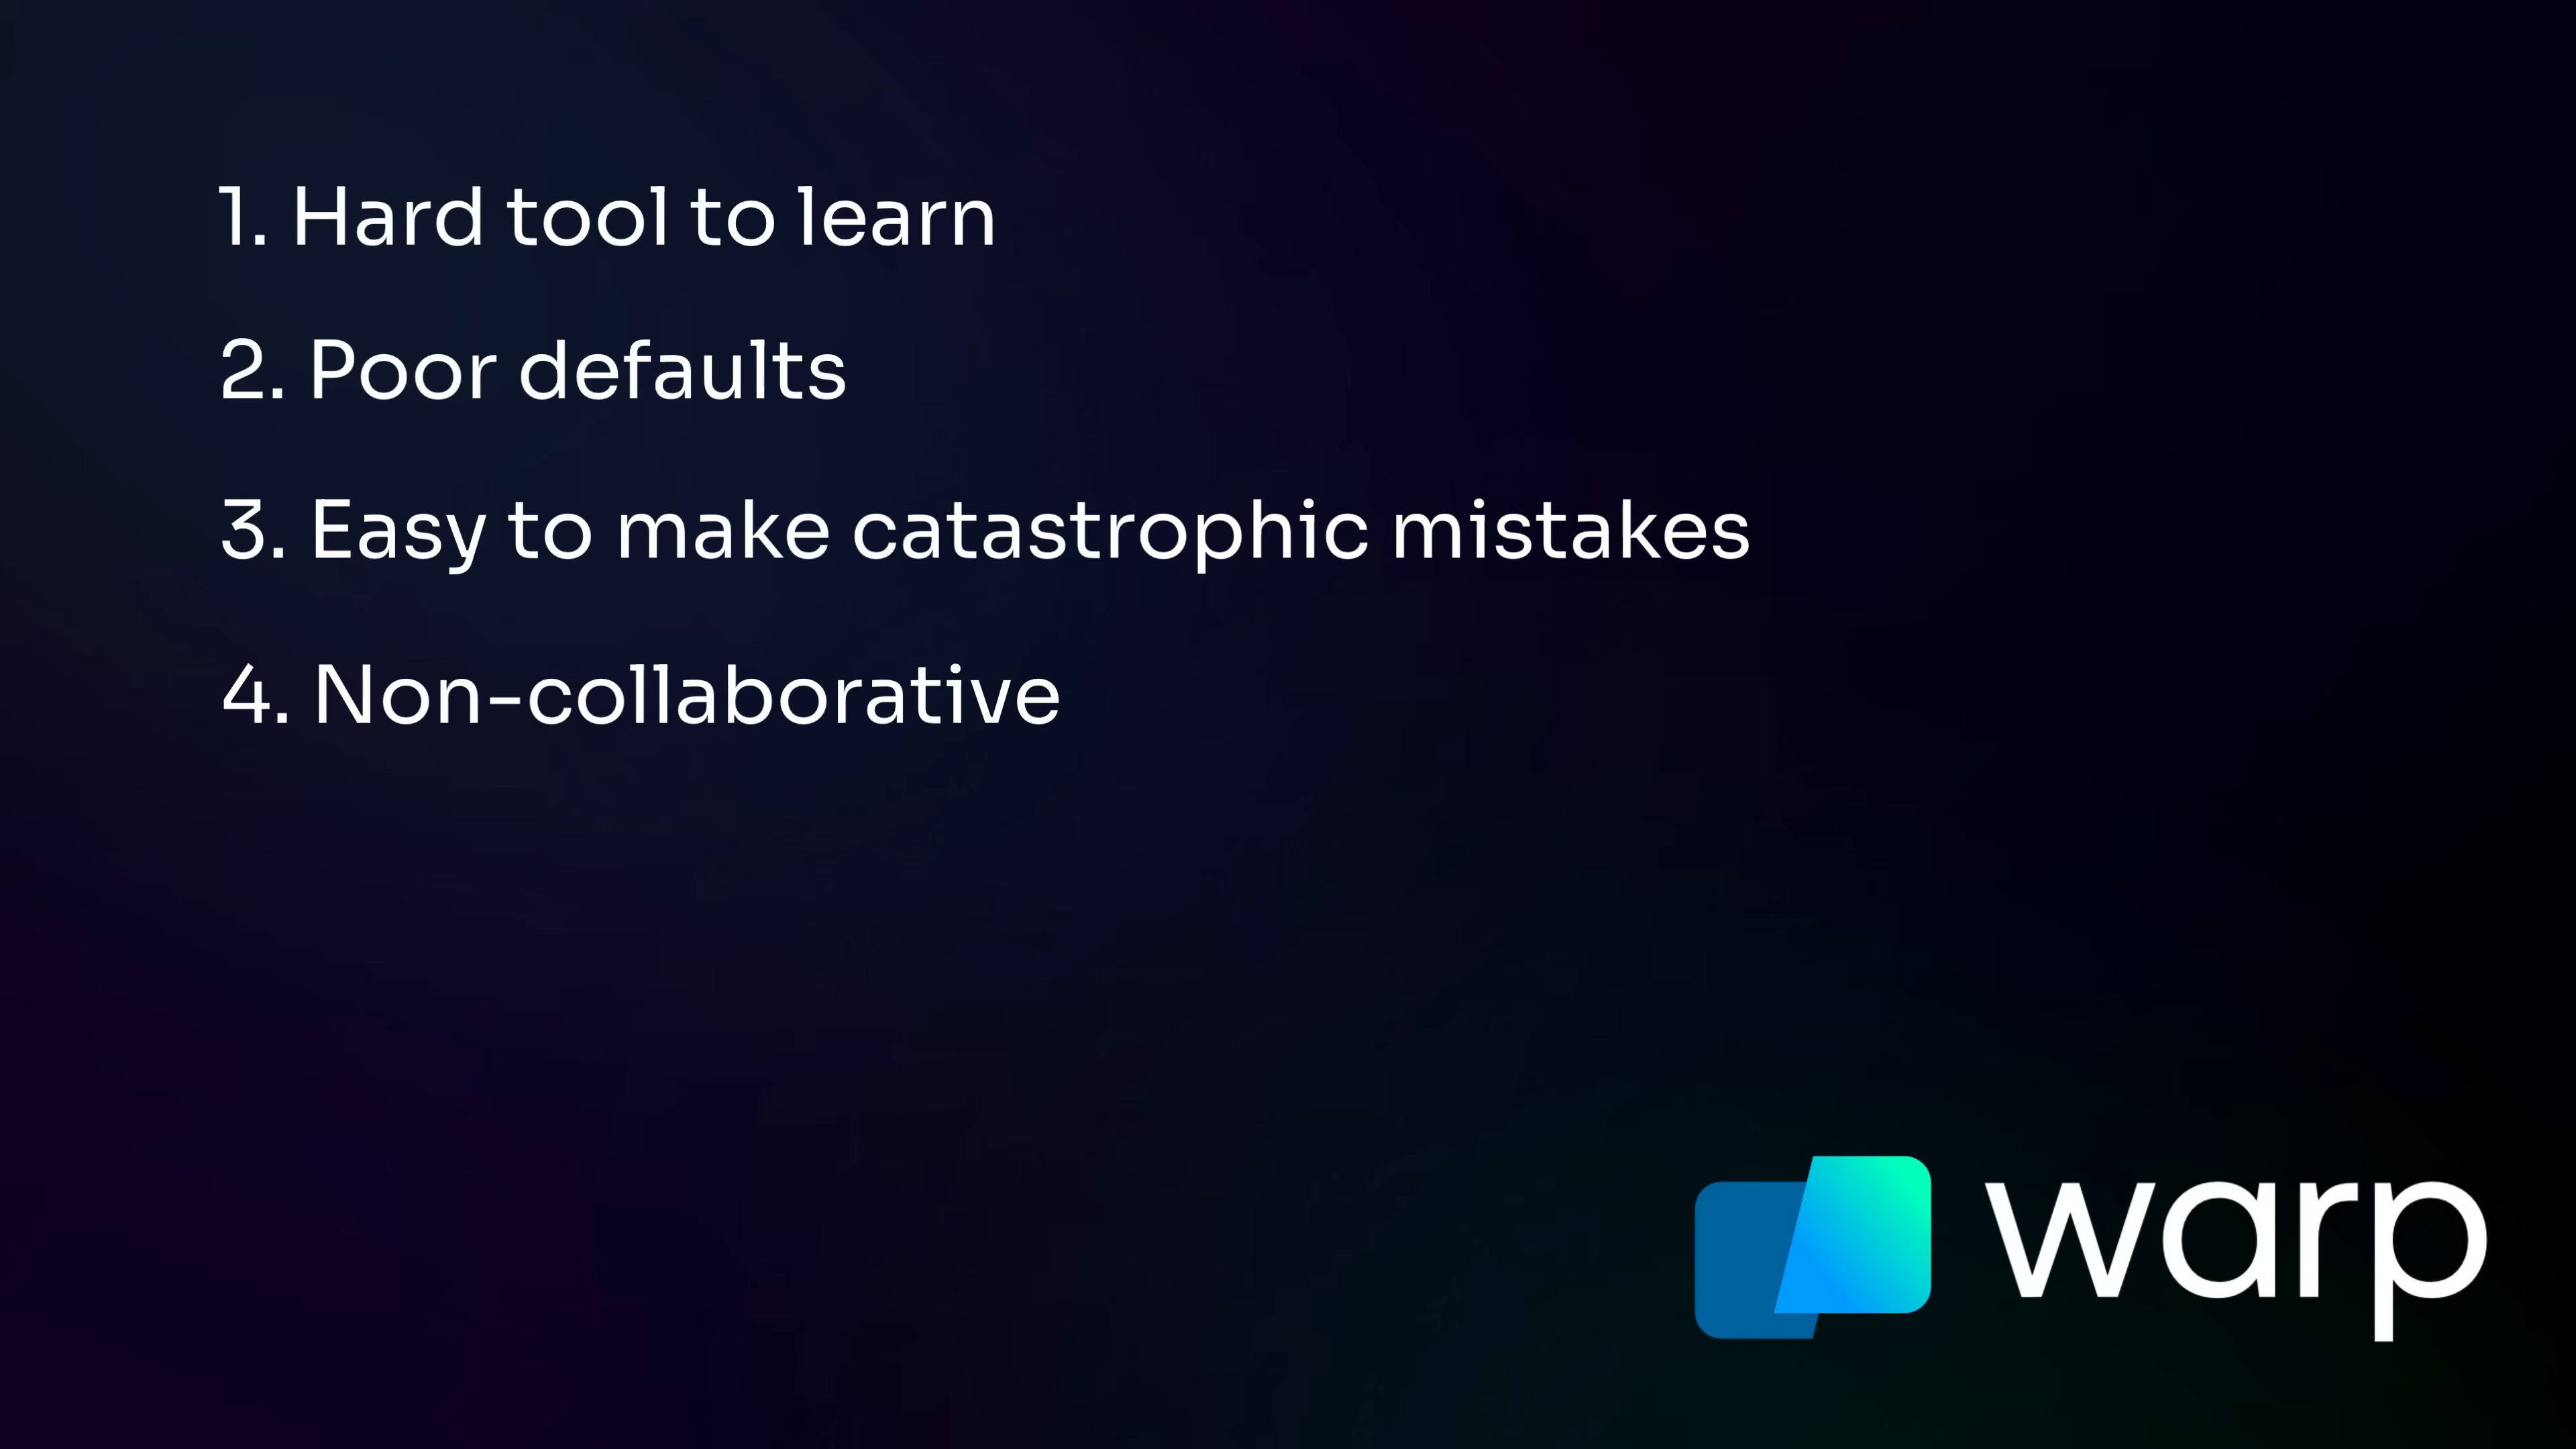 1. Hard tool to learn
2. Poor defaults
3. Easy to make catastrophic mistakes
4. Non-collaborative
warp